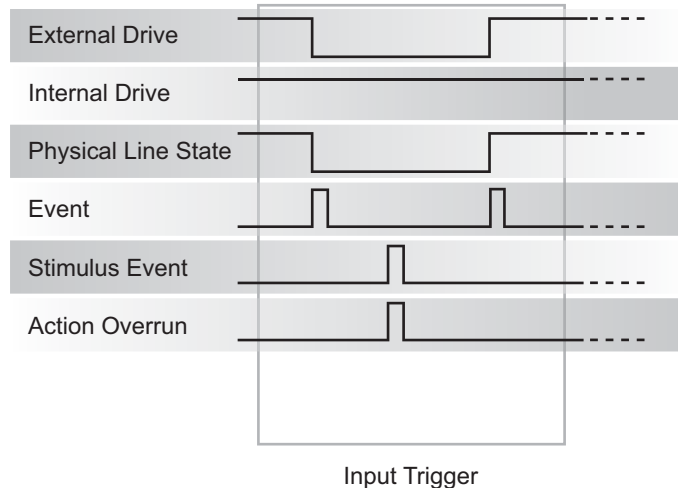 External Drive
Internal Drive
Physical Line State
Event
Stimulus Event
Action Overrun
Input Trigger